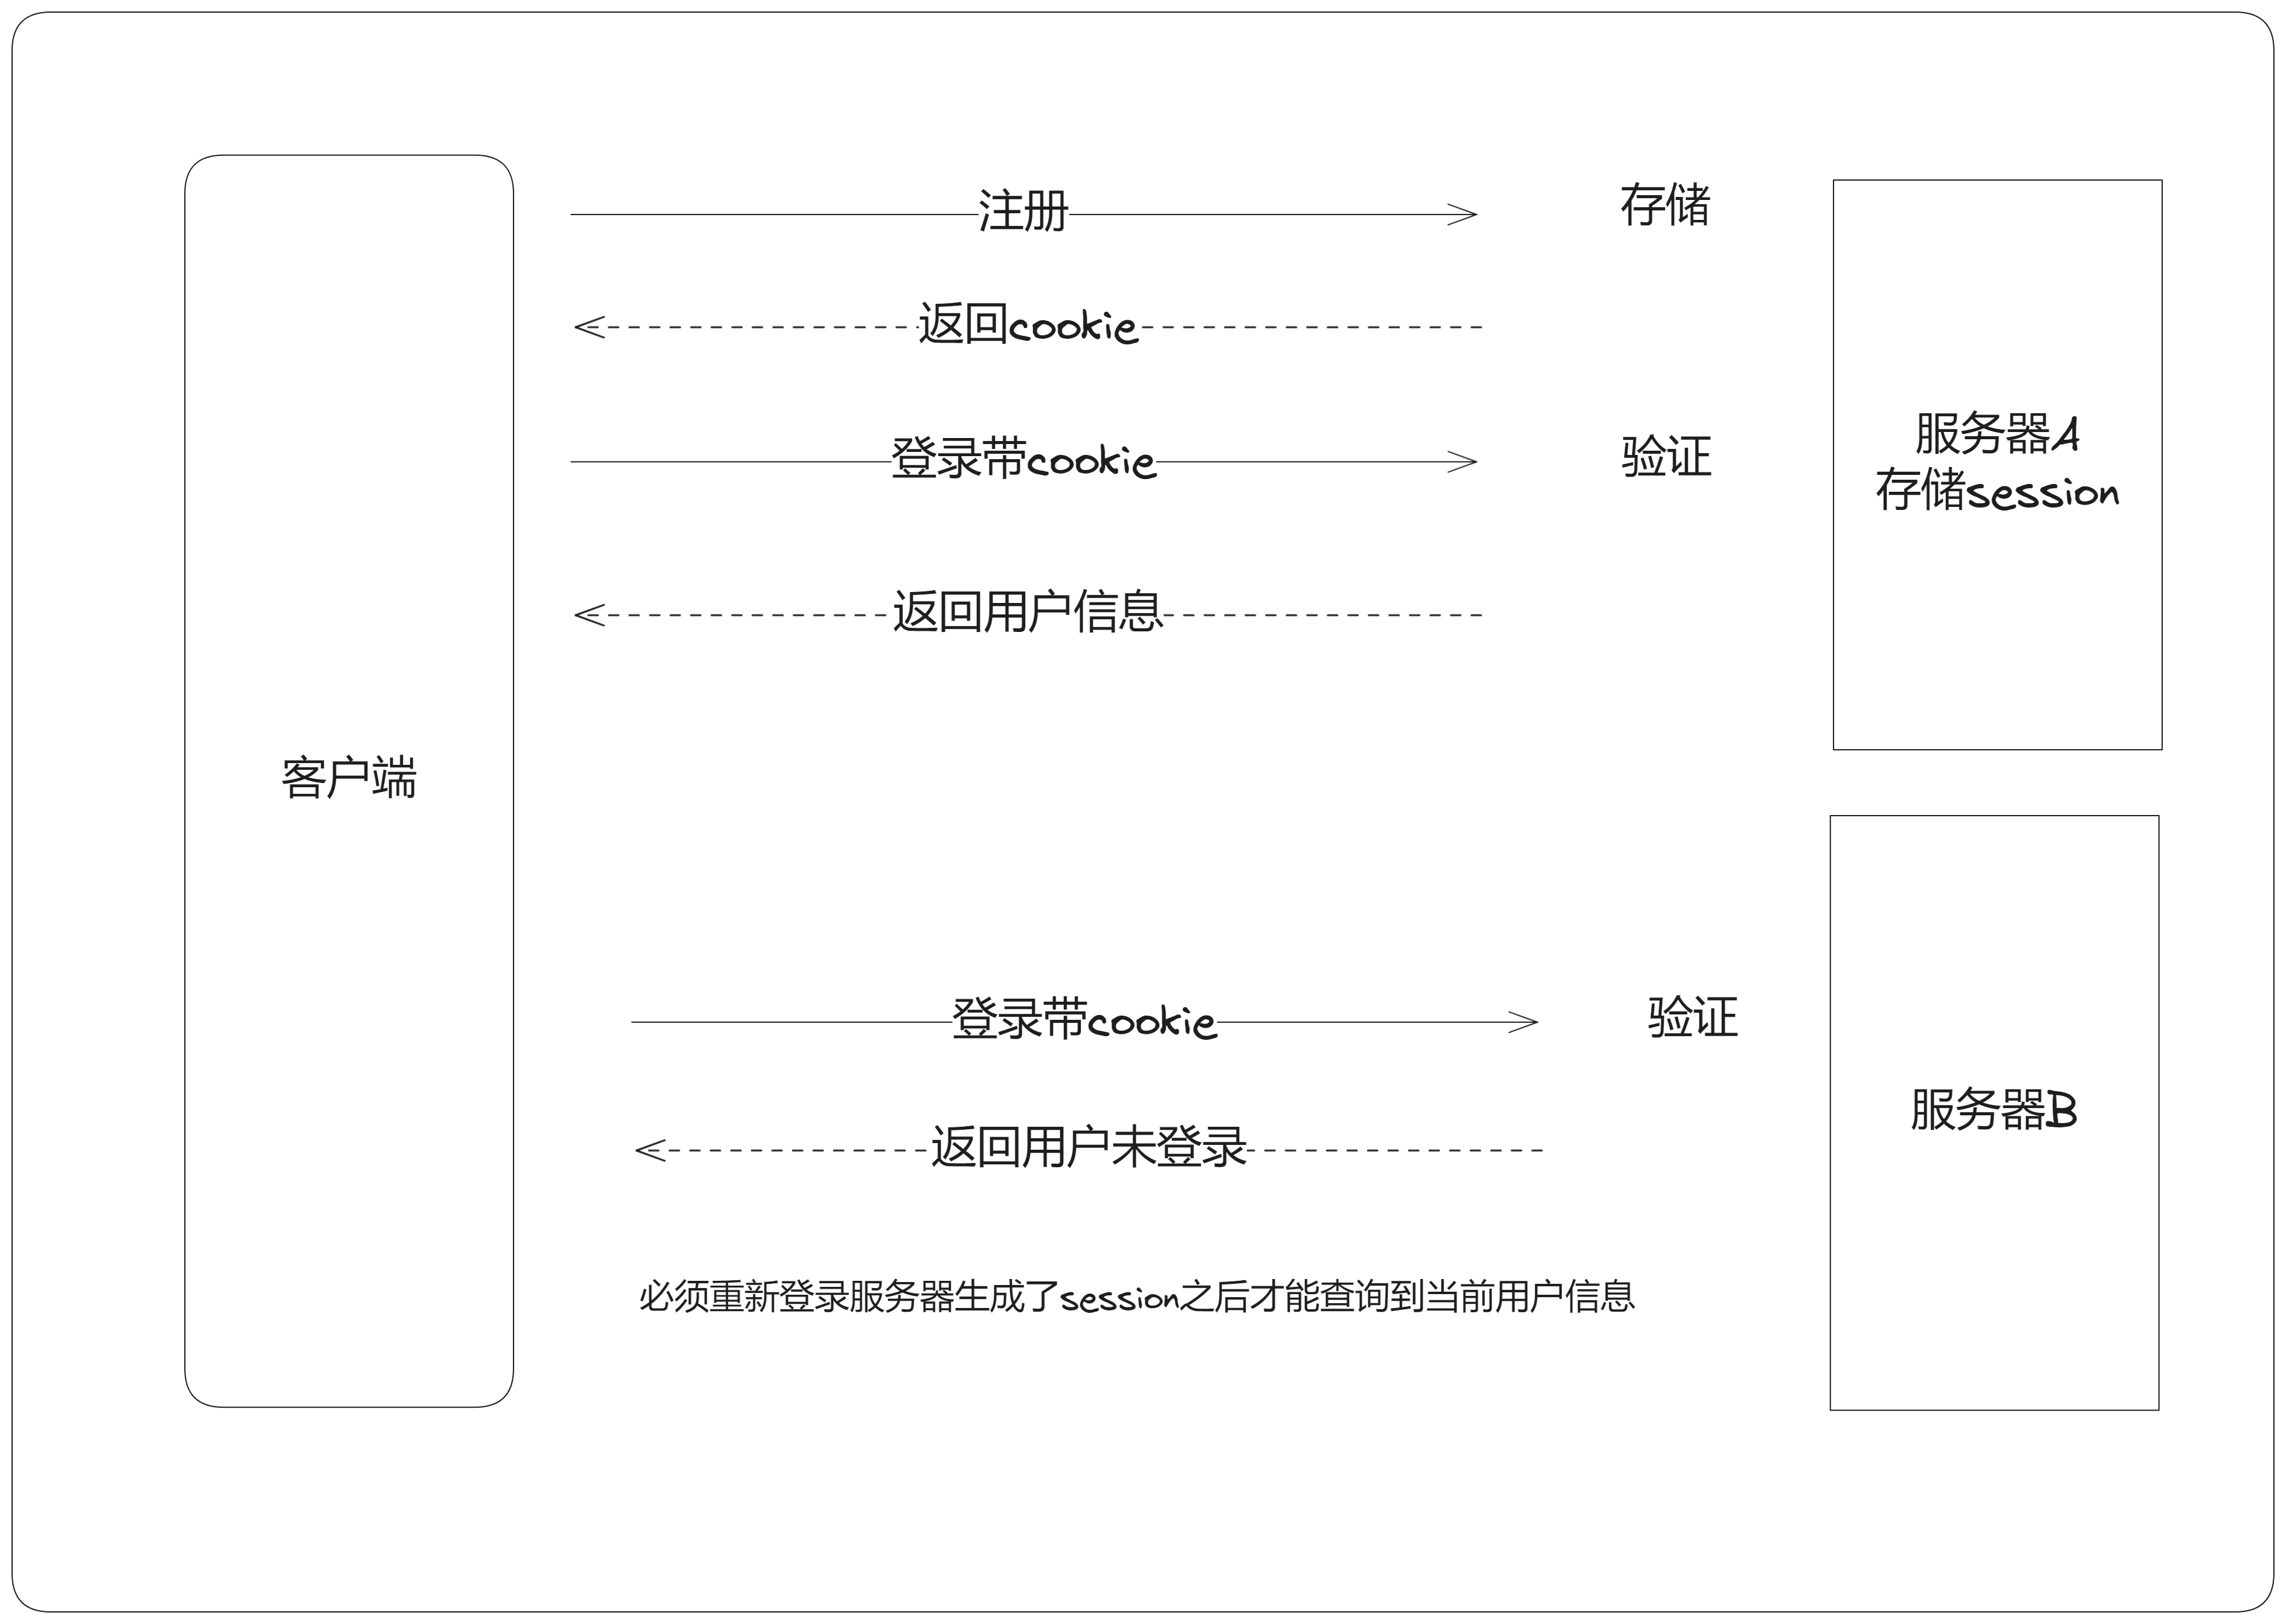 注册
存储
返回cookie
登录带cookie
验证
服务器A
存储session
返回用户信息
客户端
登录带cookie
验证
服务器B
返回用户未登录
必须重新登录服务器生成了session之后才能查询到当前用户信息